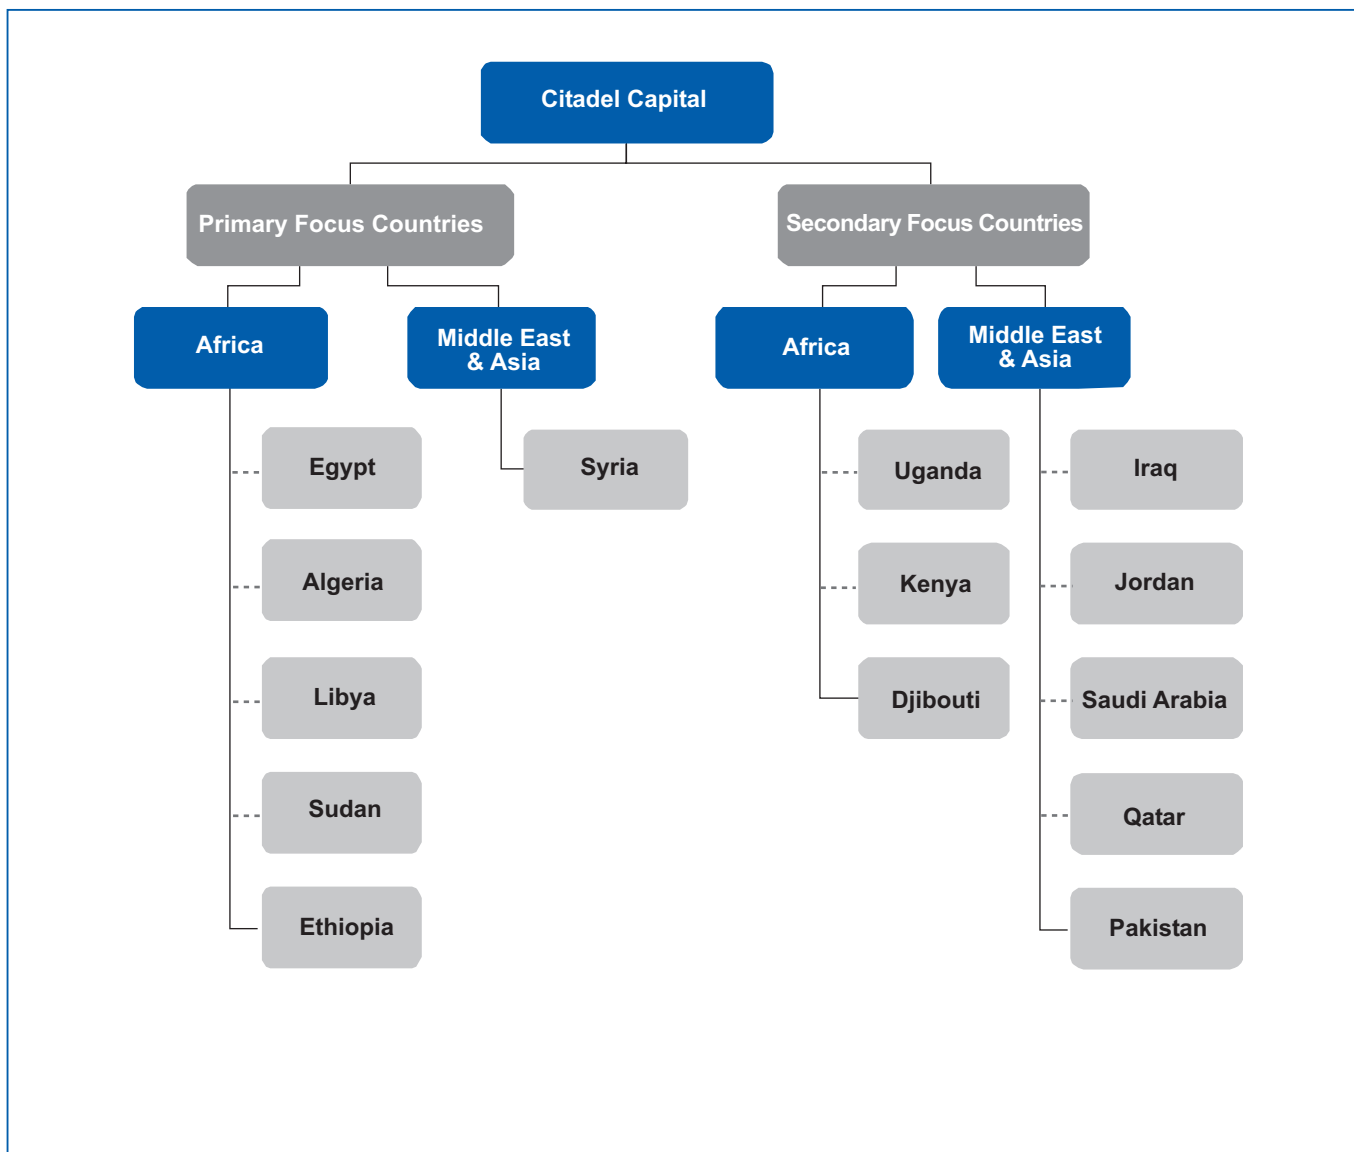 Citadel Capital
Primary Focus Countries
Secondary Focus Countries
Africa
Middle East
& Asia
Africa
Middle East
& Asia
Egypt
Syria
Uganda
Iraq
Algeria
Kenya
Jordan
Libya
Djibouti
Saudi Arabia
Sudan
Qatar
Ethiopia
Pakistan